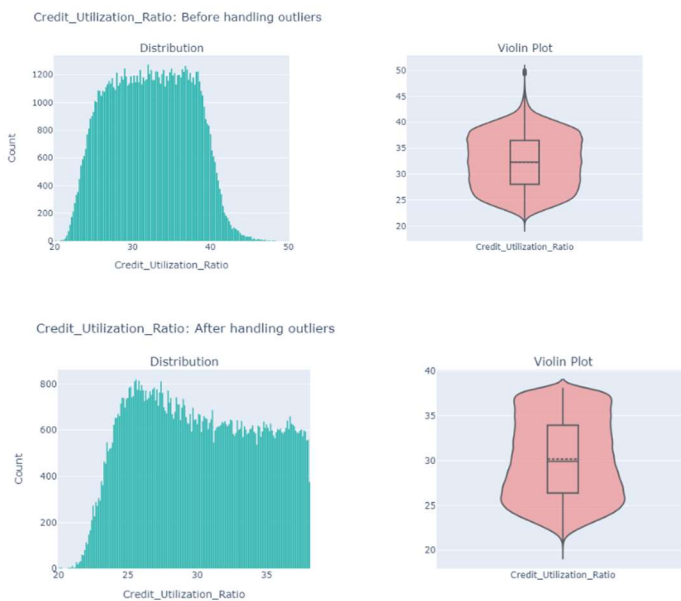 Credit_Utilization_Ratio: Before handling outliers
Distribution
Violin Plot
1200
1000
800
600
400
200
0
Count
20
30
40
50
Credit_Utilization_Ratio
50
45
40
35
30
25
20
Credit_Utilization_Ratio
Credit_Utilization_Ratio: After handling outliers
Distribution
Violin Plot
800
600
400
200
0
Count
20
25
30
35
Credit_Utilization_Ratio
40
35
30
25
20
Credit_Utilization_Ratio